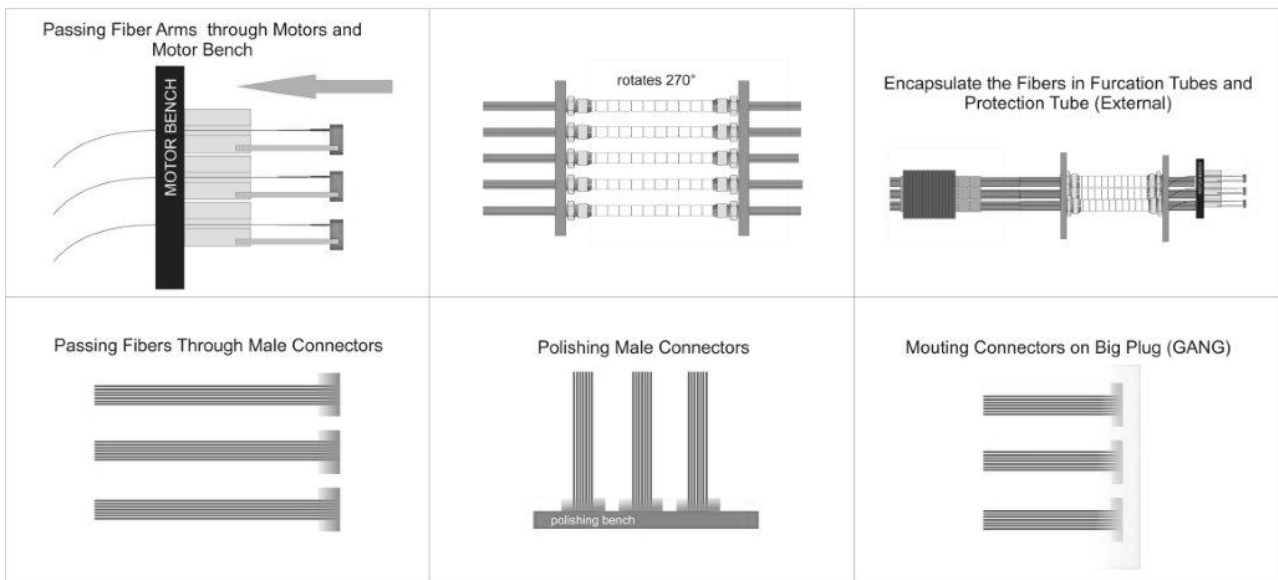 Passing Fiber Arms through Motors and
Motor Bench
MOTOR BENCH
rotates 270°
Encapsulate the Fibers in Furcation Tubes and
Protection Tube (External)
Passing Fibers Through Male Connectors
Polishing Male Connectors
polishing bench
Mouting Connectors on Big Plug (GANG)